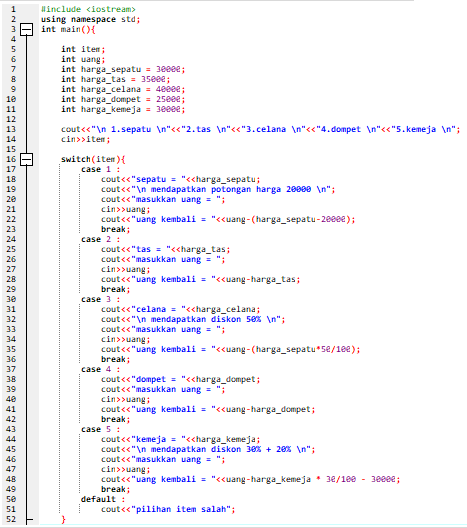 1 #include <iostream>
2 using namespace std;
3 int main(){
4
5 int item;
6 int uang;
7 int harga_sepatu = 30000;
8 int harga_tas = 35000;
9 int harga_celana = 40000;
10 int harga_dompet = 25000;
11 int harga_kemeja = 30000;
12
13 cout<<"\n 1.sepatu \n"<<"2.tas \n"<<"3.celana \n"<<"4.dompet \n"<<"5.kemeja \n";
14 cin>>item;
15
16 switch(item){
17 case 1 :
18 cout<<"sepatu = "<<harga_sepatu;
19 cout<<"\n mendapatkan potongan harga 20000 \n";
20 cout<<"masukkan uang = ";
21 cin>>uang;
22 cout<<"uang kembali = "<<uang-(harga_sepatu-20000);
23 break;
24 case 2 :
25 cout<<"tas = "<<harga_tas;
26 cout<<"masukkan uang = ";
27 cin>>uang;
28 cout<<"uang kembali = "<<uang-harga_tas;
29 break;
30 case 3 :
31 cout<<"celana = "<<harga_celana;
32 cout<<"\n mendapatkan diskon 50% \n";
33 cout<<"masukkan uang = ";
34 cin>>uang;
35 cout<<"uang kembali = "<<uang-(harga_sepatu*50/100);
36 break;
37 case 4 :
38 cout<<"dompet = "<<harga_dompet;
39 cout<<"masukkan uang = ";
40 cin>>uang;
41 cout<<"uang kembali = "<<uang-harga_dompet;
42 break;
43 case 5 :
44 cout<<"kemeja = "<<harga_kemeja;
45 cout<<"\n mendapatkan diskon 30% + 20% \n";
46 cout<<"masukkan uang = ";
47 cin>>uang;
48 cout<<"uang kembali = "<<uang-harga_kemeja * 30/100 - 30000;
49 break;
50 default :
51 cout<<"pilihan item salah";
52 }